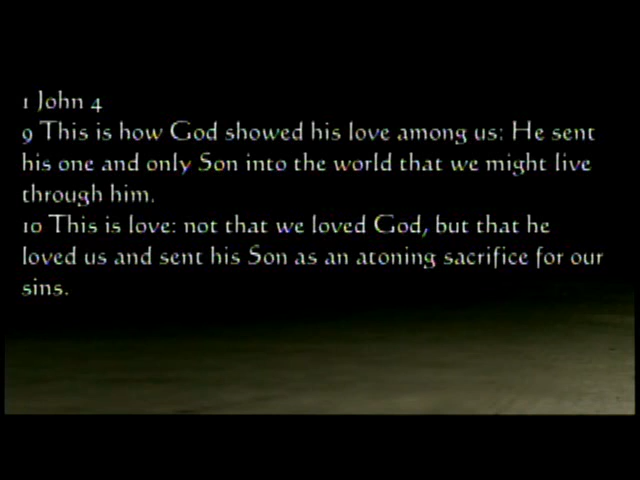 1 John 4
9 This is how God showed his love among us: He sent
his one and only Son into the world that we might live
through him.
10 This is love: not that we loved God, but that he
loved us and sent his Son as an atoning sacrifice for our
sins.